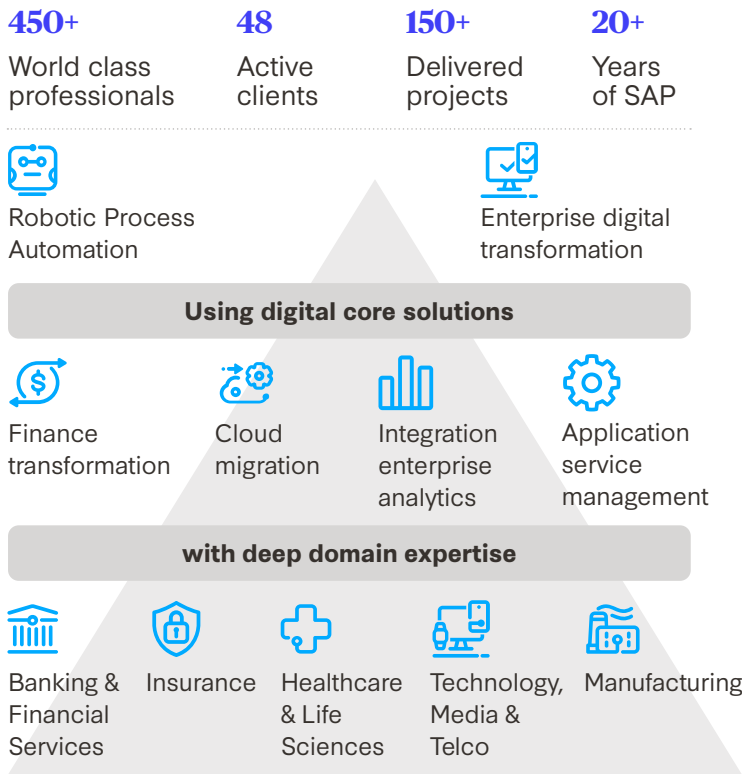 450+
World class
professionals
48
Active
clients
150+
Delivered
projects
20+
Years
of SAP
Robotic Process
Automation
Enterprise digital
transformation
Using digital core solutions
$
Finance
transformation
Cloud
migration
Integration
enterprise
analytics
Application
service
management
with deep domain expertise
Banking &
Financial
Services
Insurance
Healthcare
& Life
Sciences
Technology,
Media &
Telco
Manufacturing